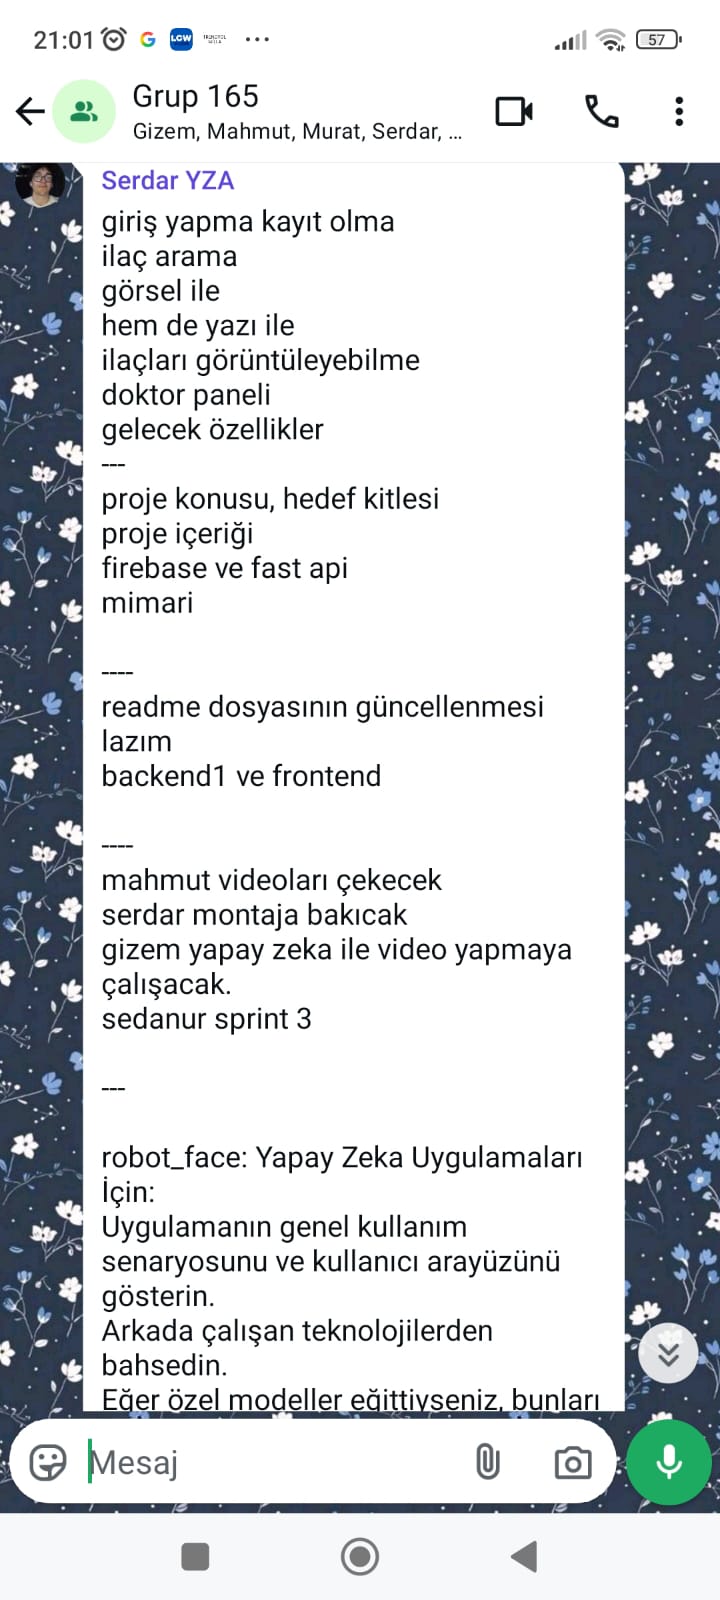 21:01
LCW
57
Grup 165
Gizem, Mahmut, Murat, Serdar, ...
Serdar YZA
giriş yapma kayıt olma
ilaç arama
görsel ile
hem de yazı ile
ilaçları görüntüleyebilme
doktor paneli
gelecek özellikler
---
proje konusu, hedef kitlesi
proje içeriği
firebase ve fast api
mimari
----
readme dosyasının güncellenmesi
lazım
backend1 ve frontend
----
mahmut videoları çekecek
serdar montaja bakıcak
gizem yapay zeka ile video yapmaya
çalışacak.
sedanur sprint 3
---
robot_face: Yapay Zeka Uygulamaları
İçin:
Uygulamanın genel kullanım
senaryosunu ve kullanıcı arayüzünü
gösterin.
Arkada çalışan teknolojilerden
bahsedin.
Eğer özel modeller eğittiyseniz, bunları
Mesaj